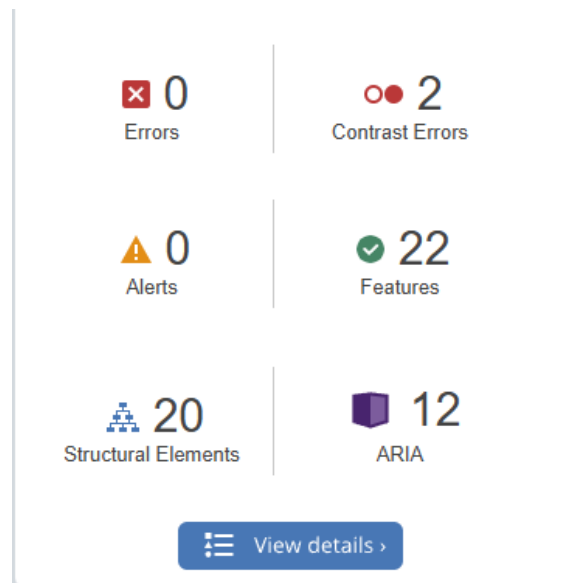 0
Errors
2
Contrast Errors
0
Alerts
22
Features
20
Structural Elements
12
ARIA
View details ›